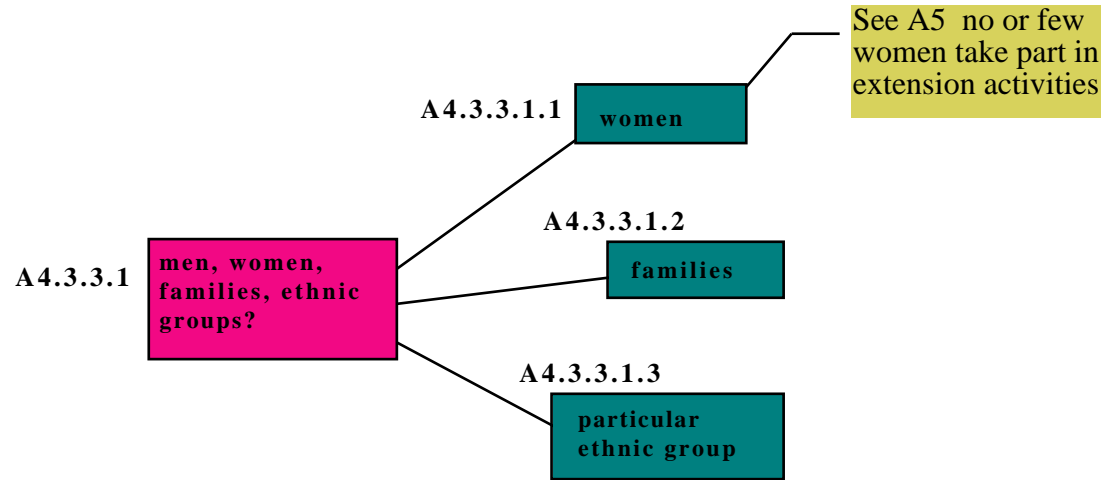 See A5 no or few
women take part in
extension activities
A4.3.3.1.1
women
A4.3.3.1.2
families
A4.3.3.1
men, women,
families, ethnic
groups?
A4.3.3.1.3
particular
ethnic group